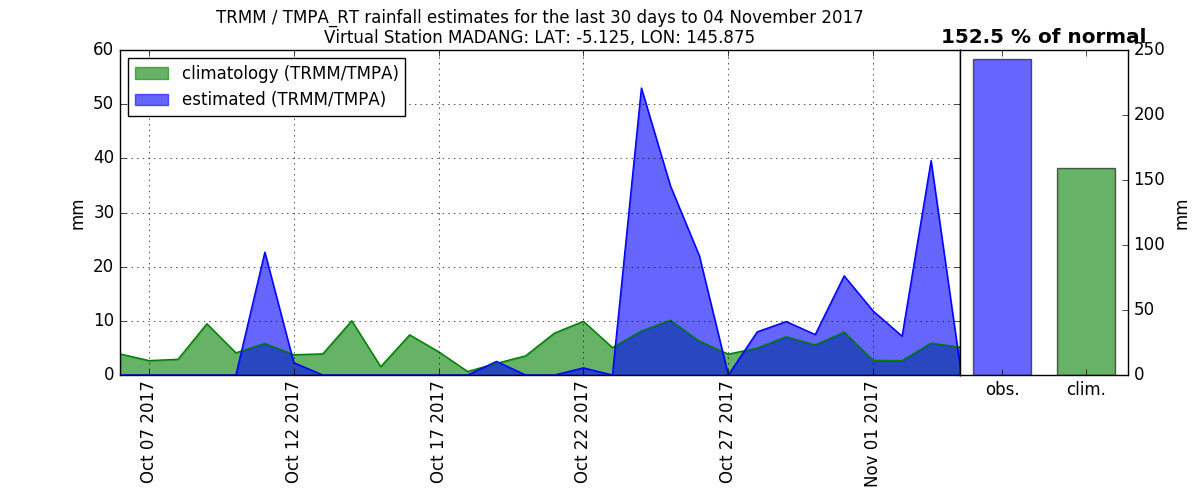 TRMM / TMPA_RT rainfall estimates for the last 30 days to 04 November 2017
Virtual Station MADANG: LAT: -5.125, LON: 145.875
152.5 % of normal
climatology (TRMM/TMPA)
estimated (TRMM/TMPA)
mm
60
50
40
30
20
10
0
Oct 07 2017
Oct 12 2017
Oct 17 2017
Oct 22 2017
Oct 27 2017
Nov 01 2017
obs.
clim.
250
200
150
100
50
0
mm